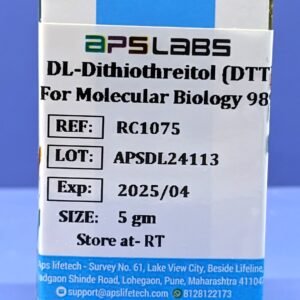 APS LABS
DL-Dithiothreitol (DTT
For Molecular Biology 98
REF: RC1075
LOT: APSDL24113
Exp: 2025/04
SIZE: 5 gm
Store at- RT
Aps lifetech - Survey No. 61, Lake View City, Beside Lifeline,
adgaon Shinde Road, Lohegaon, Pune, Maharashtra 411047
support@apslifetech.com 8128122173